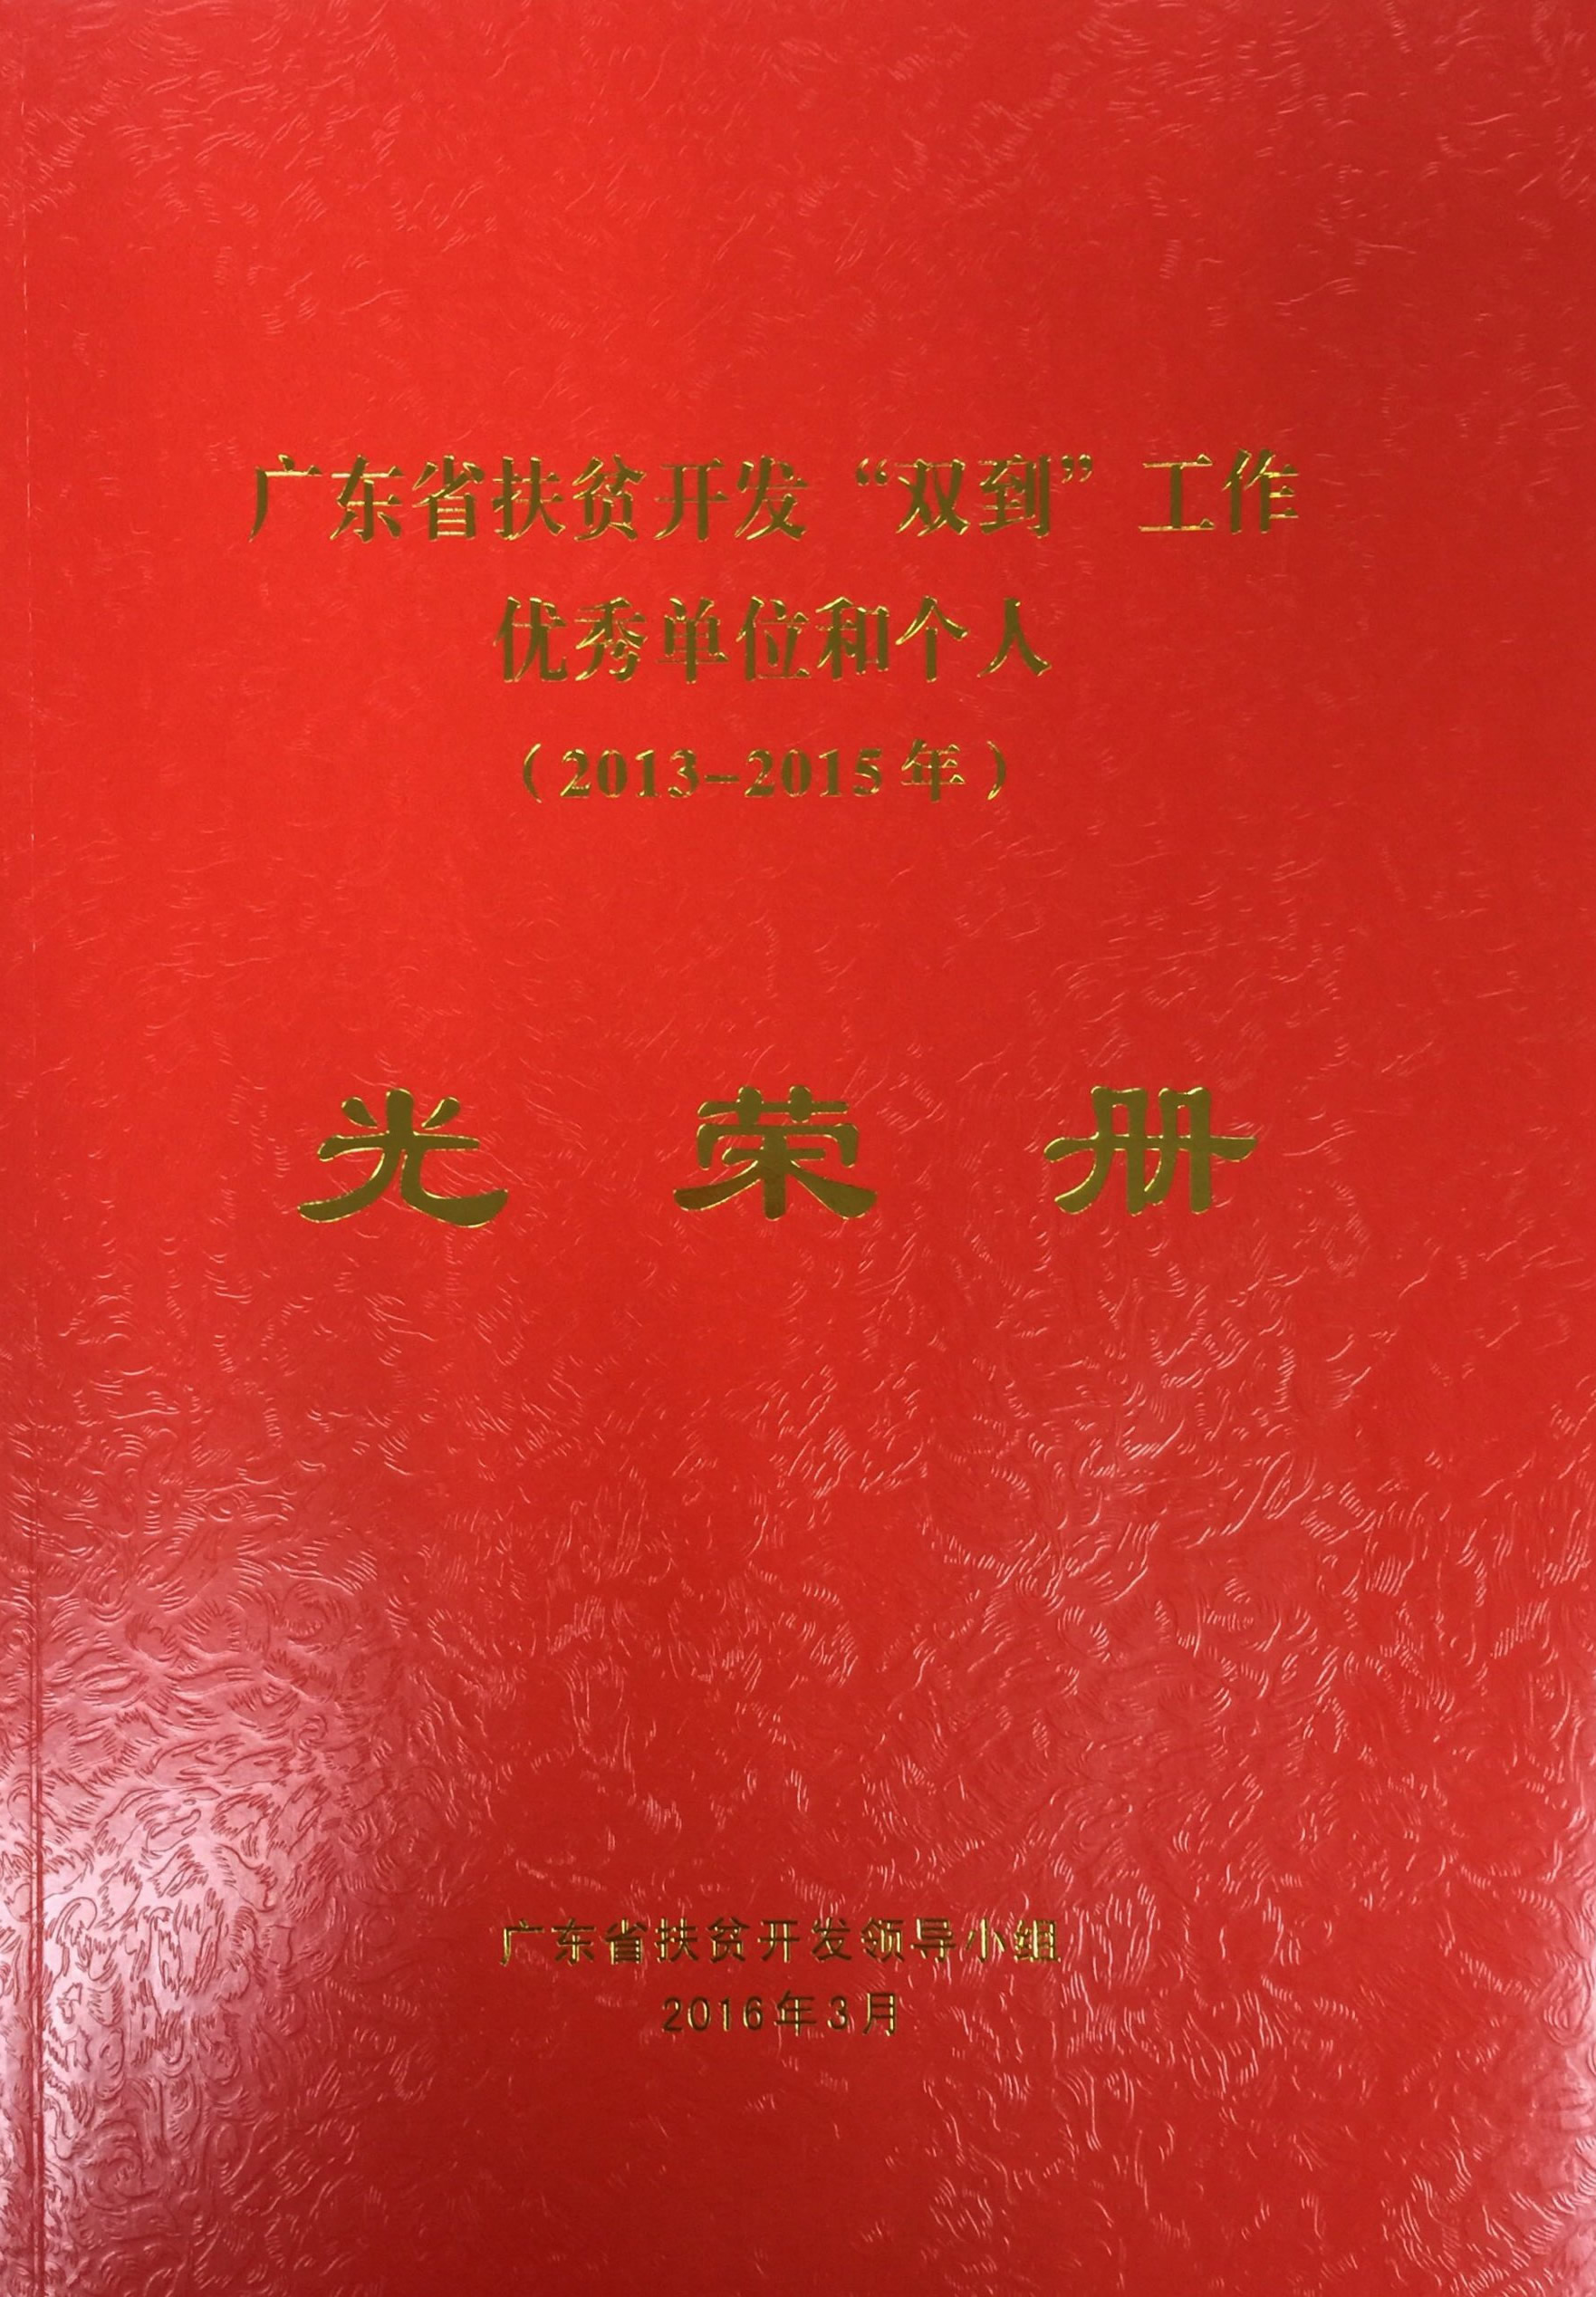 广东省扶贫开发“双到”工作
优秀单位和个人
（2013-2015年）
光荣册
广东省扶贫开发领导小组
2016年3月